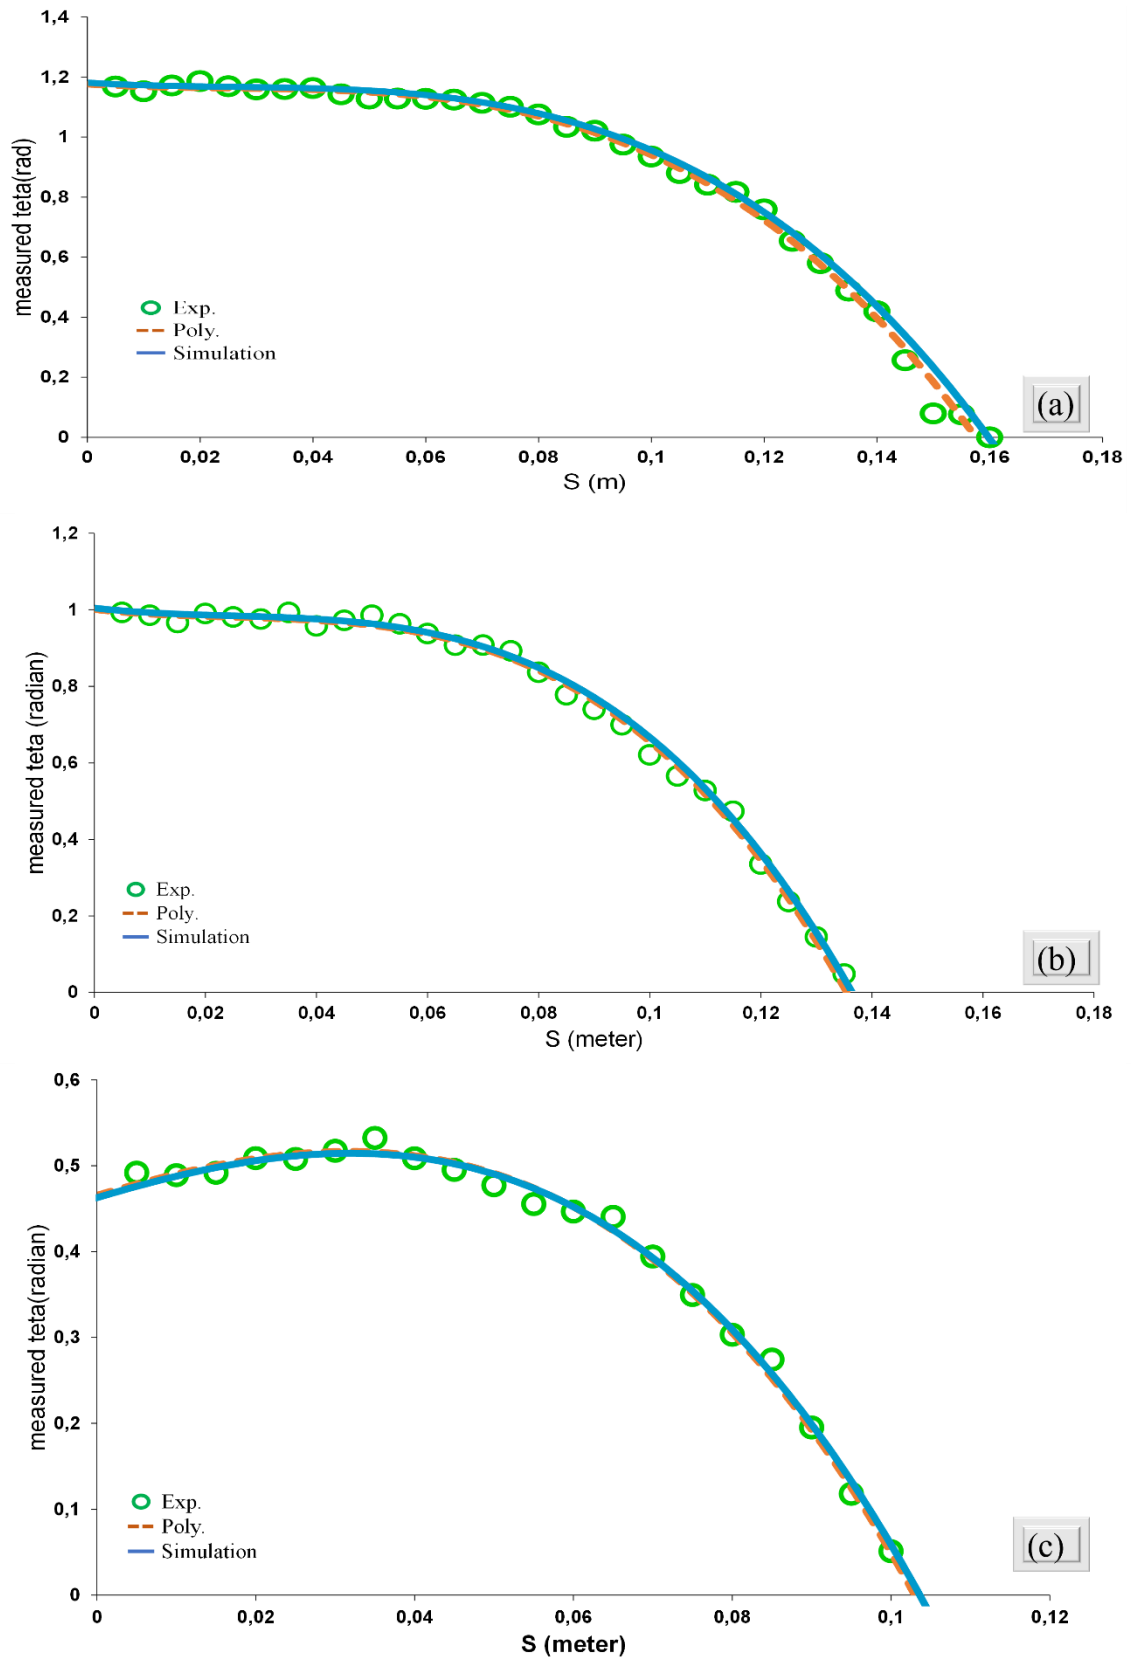 1,4
1,2
1
0,8
0,6
0,4
0,2
0
measured teta(rad)
Exp.
Poly.
Simulation
(a)
0 0,02 0,04 0,06 0,08 0,1 0,12 0,14 0,16 0,18
S (m)
1,2
1
0,8
0,6
0,4
0,2
0
measured teta (radian)
Exp.
Poly.
Simulation
(b)
0 0,02 0,04 0,06 0,08 0,1 0,12 0,14 0,16 0,18
S (meter)
0,6
0,5
0,4
0,3
0,2
0,1
0
measured teta(radian)
Exp.
Poly.
Simulation
(c)
0 0,02 0,04 0,06 0,08 0,1 0,12
S (meter)